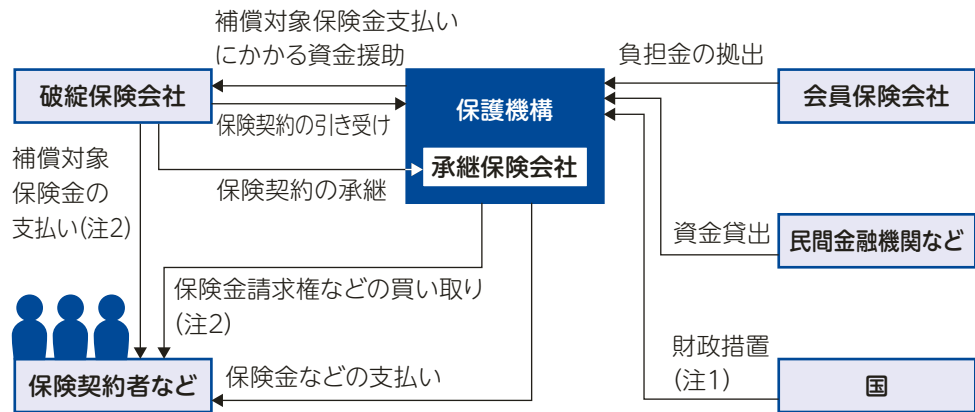 補償対象保険金支払い
にかかる資金援助
負担金の拠出
破綻保険会社
保護機構
会員保険会社
保険契約の引き受け
補償対象
保険金の
支払い(注2)
承継保険会社
保険契約の承継
資金貸出
民間金融機関など
保険金請求権などの買い取り
(注2)
財政措置
(注1)
保険契約者など
保険金などの支払い
国